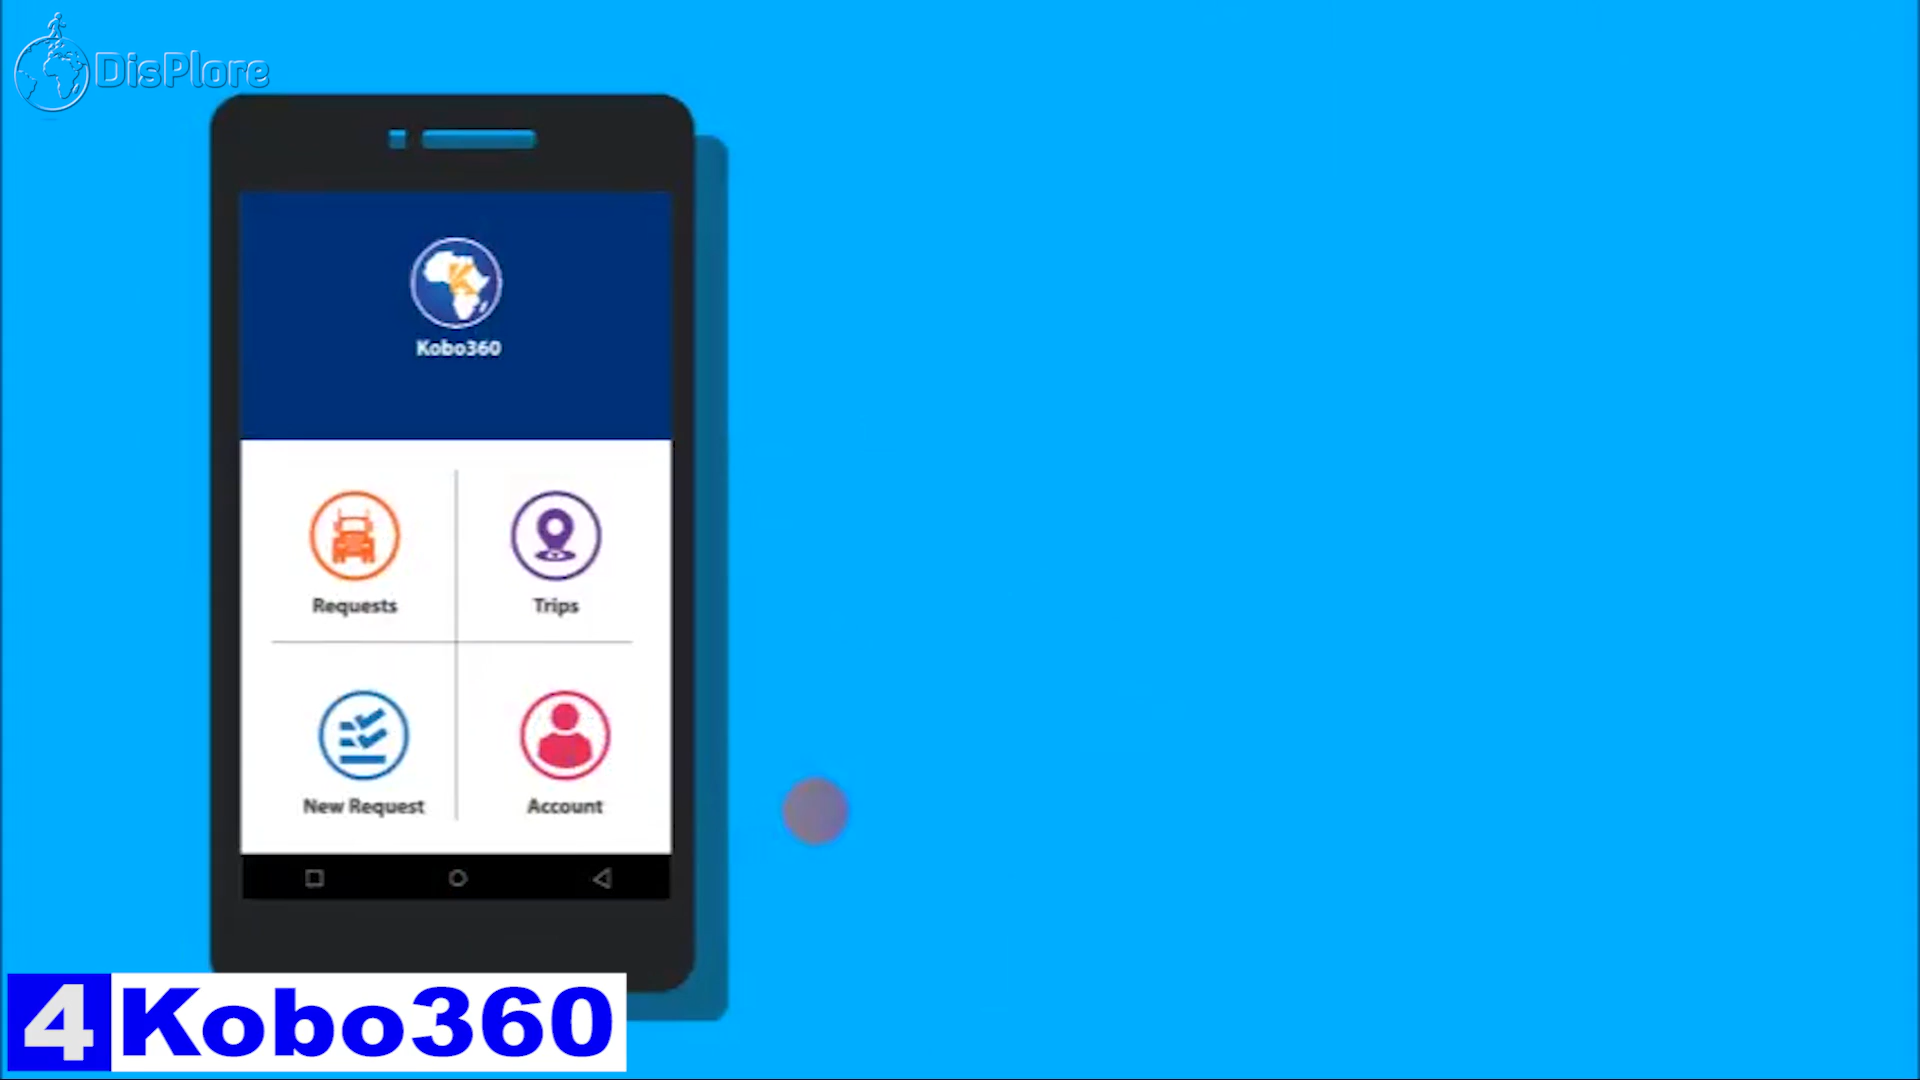 DisPlore
Kobo360
Requests
Trips
New Request
Account
4 Kobo360